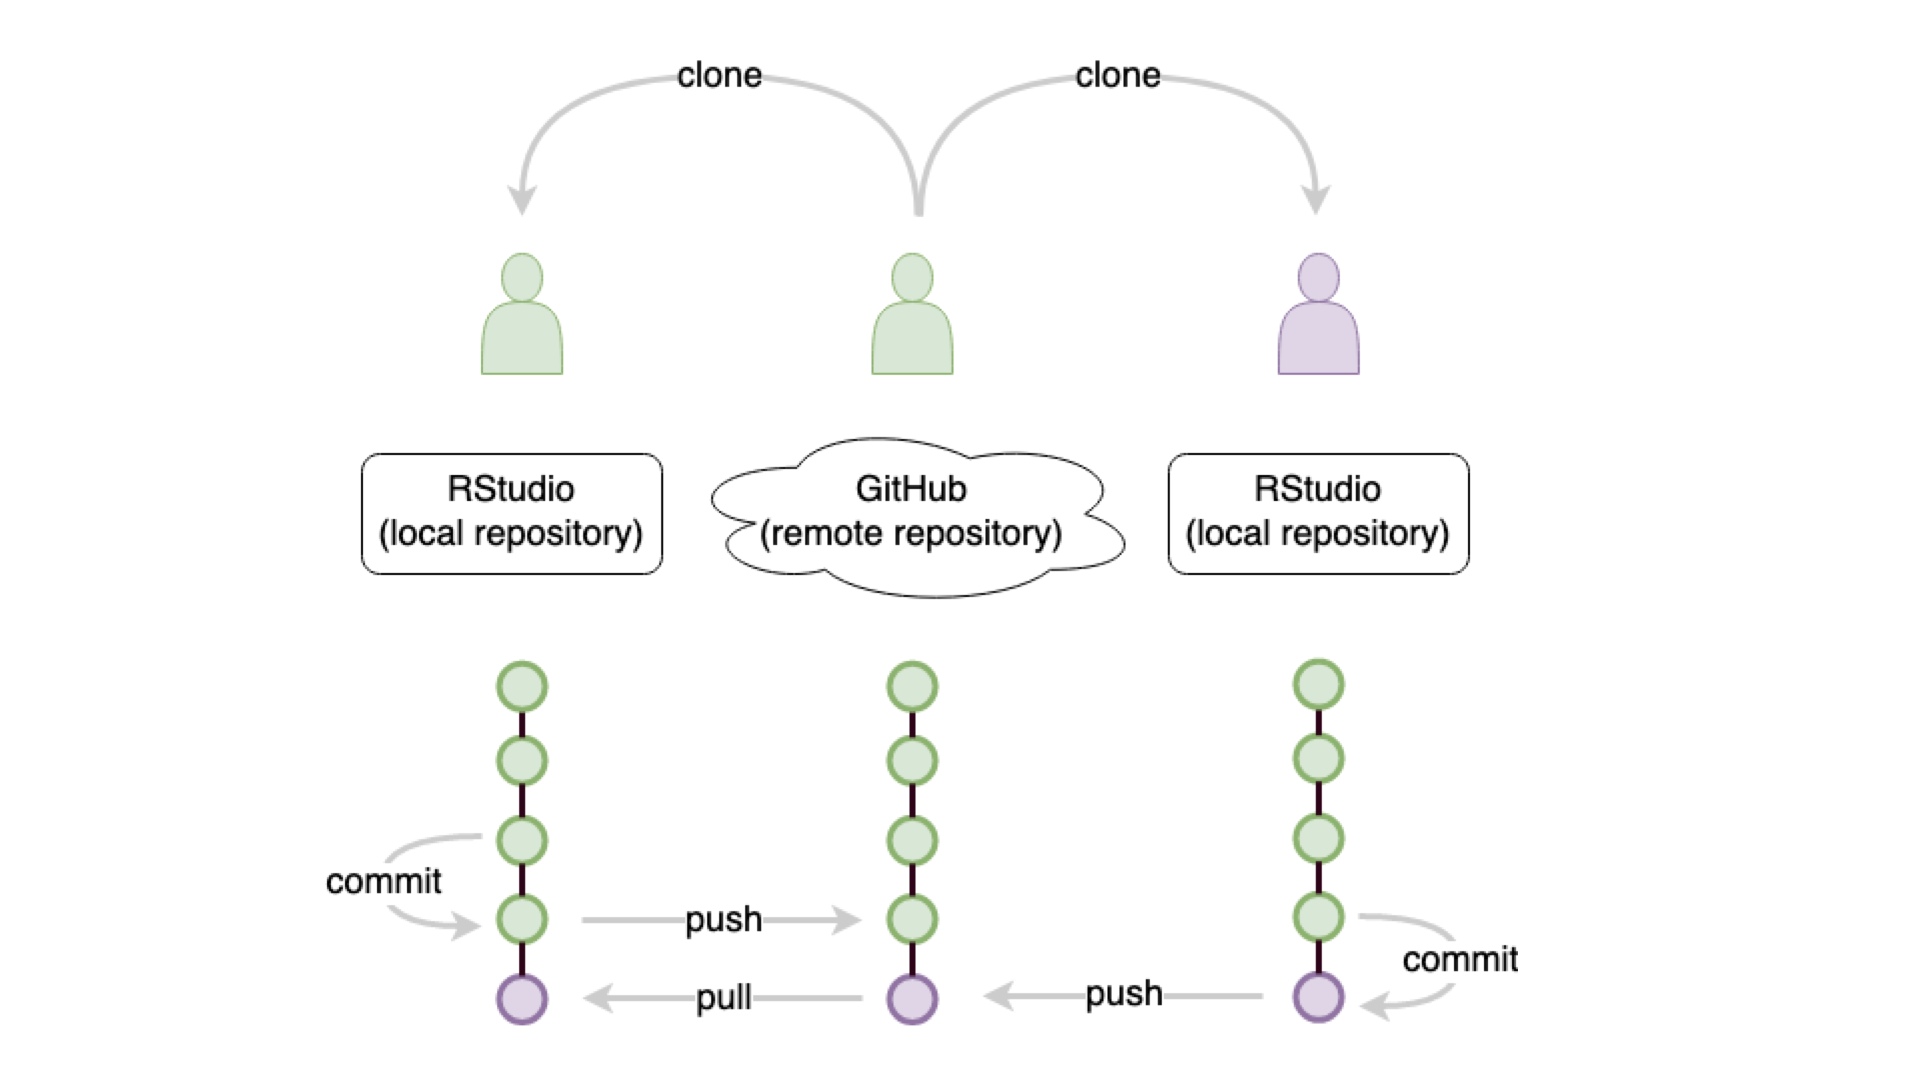 clone
clone
RStudio
(local repository)
GitHub
(remote repository)
RStudio
(local repository)
commit
push
commit
pull
push